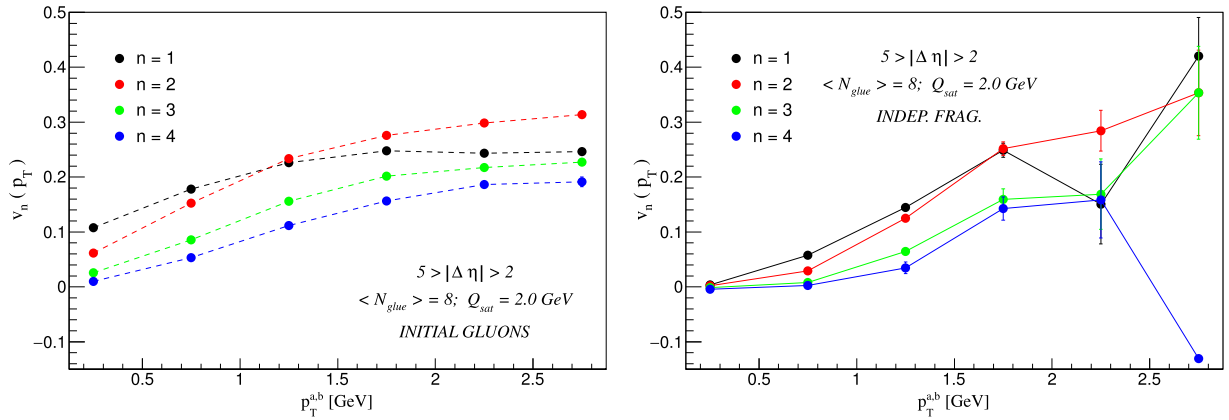 0.5
0.4
0.3
0.2
0.1
0
−0.1
v_n ( p_T )
n = 1
n = 2
n = 3
n = 4
5 > |Δ η| > 2
< N_glue > = 8; Q_sat = 2.0 GeV
INITIAL GLUONS
0.5 1 1.5 2 2.5
p_T^{a,b} [GeV]
0.5
0.4
0.3
0.2
0.1
0
−0.1
v_n ( p_T )
n = 1
n = 2
n = 3
n = 4
5 > |Δ η| > 2
< N_glue > = 8; Q_sat = 2.0 GeV
INDEP. FRAG.
0.5 1 1.5 2 2.5
p_T^{a,b} [GeV]